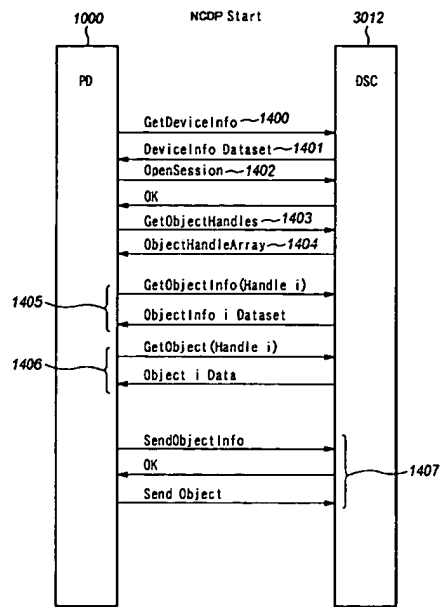 1000 NCDP Start 3012
PD DSC
GetDeviceInfo 1400
DeviceInfo Dataset 1401
OpenSession 1402
OK
GetObjectHandles 1403
ObjectHandleArray 1404
GetObjectInfo(Handle i)
1405
ObjectInfo i Dataset
GetObject(Handle i)
1406
Object i Data
SendObjectInfo
OK
1407
Send Object